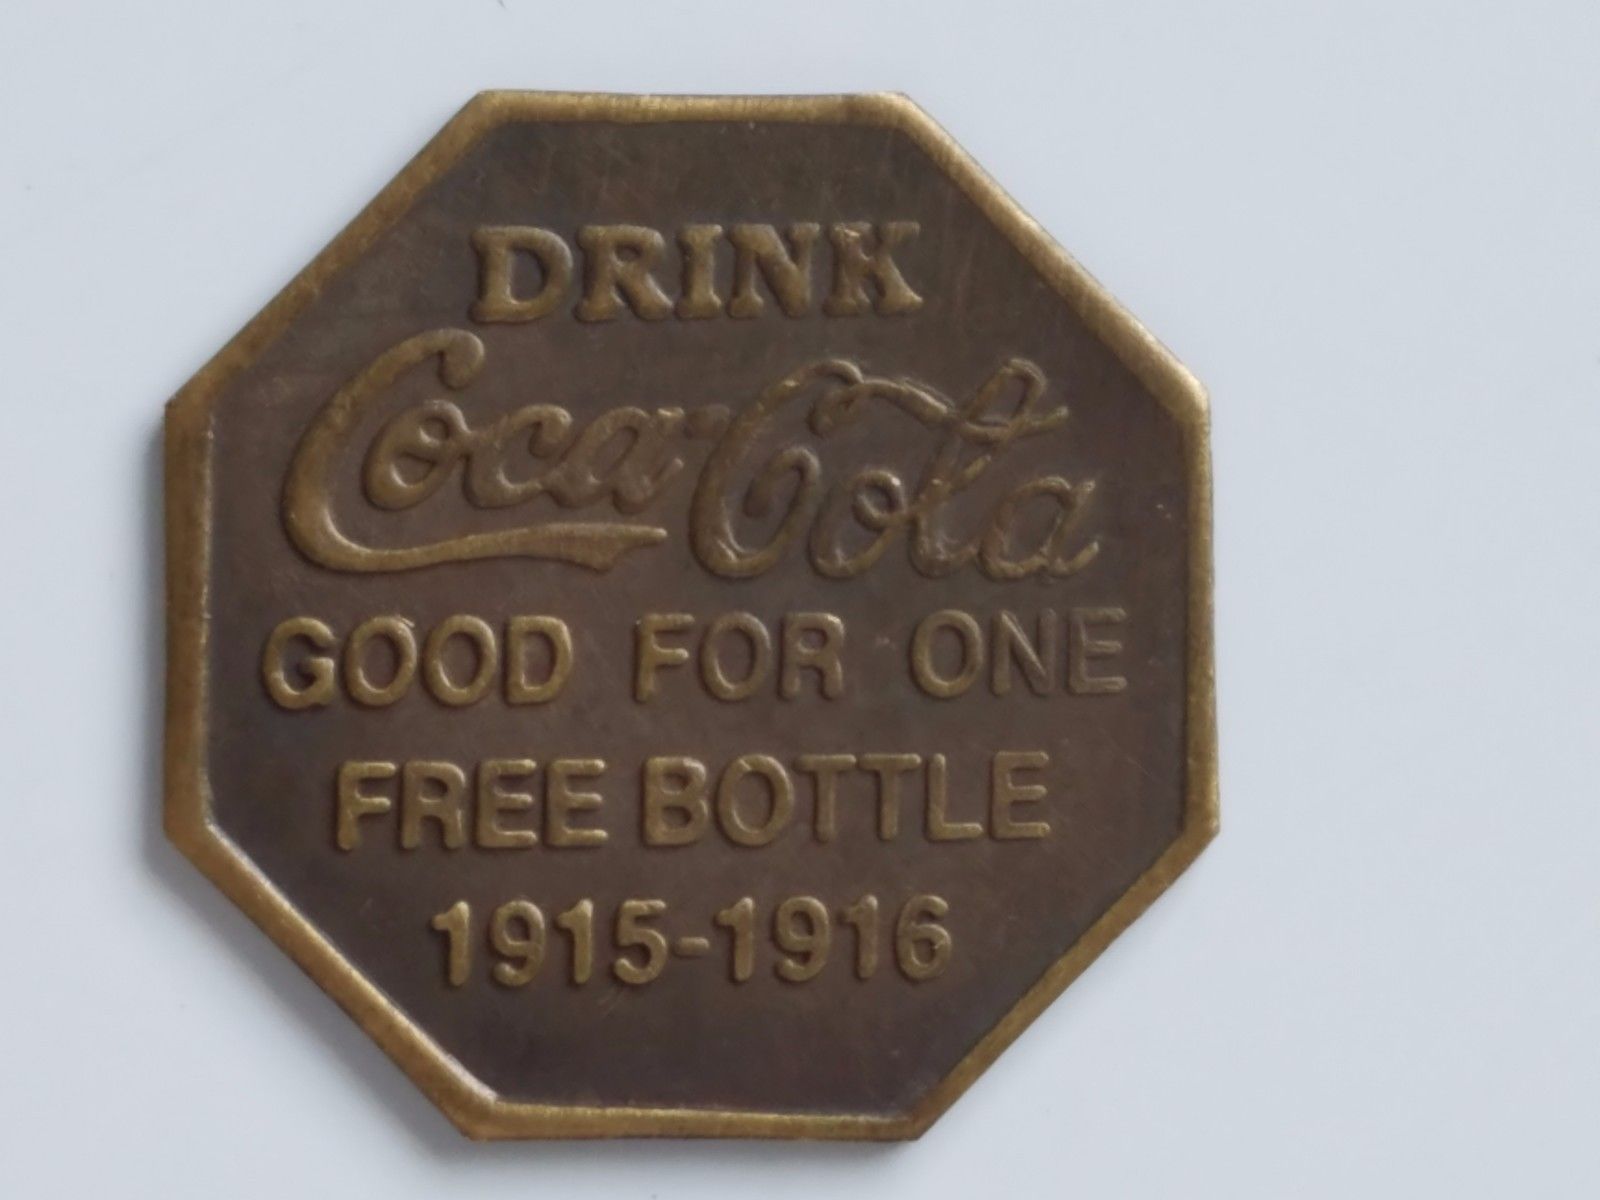 DRINK
Coca-Cola
GOOD FOR ONE
FREE BOTTLE
1915-1916